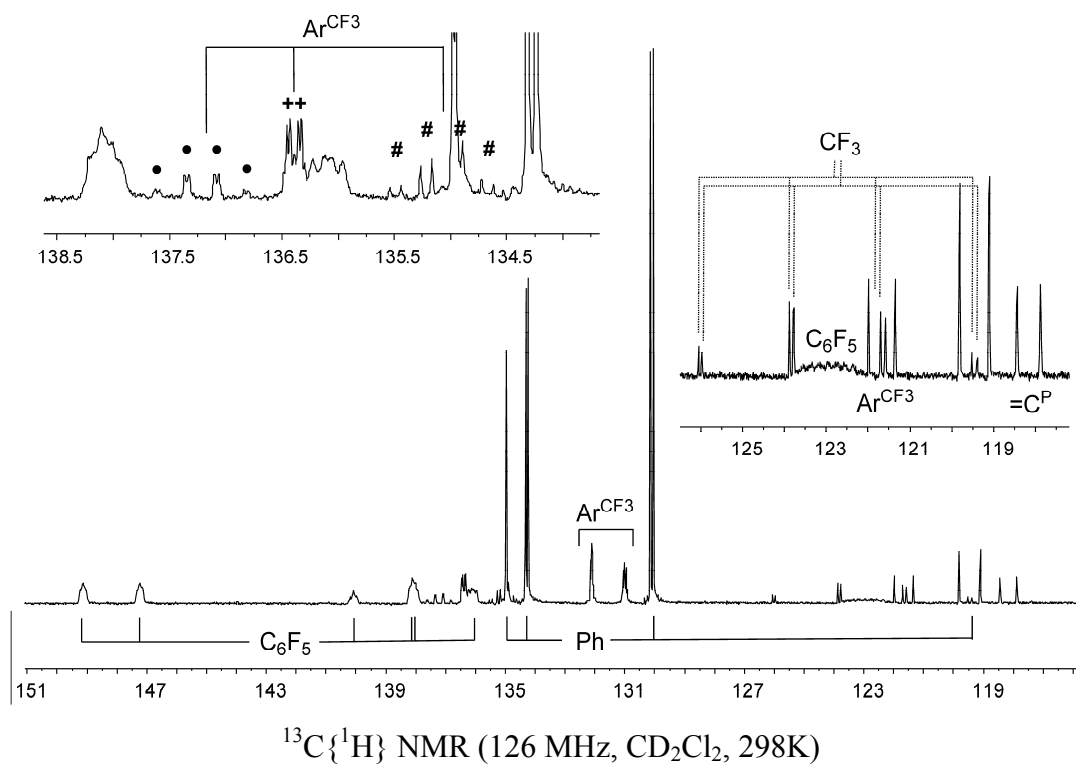 Ar^CF3
• • • •
++
# # # #
138.5 137.5 136.5 135.5 134.5
CF3
C6F5
Ar^CF3
=C^P
125 123 121 119
Ar^CF3
C6F5
Ph
151 147 143 139 135 131 127 123 119
13C{1H} NMR (126 MHz, CD2Cl2, 298K)